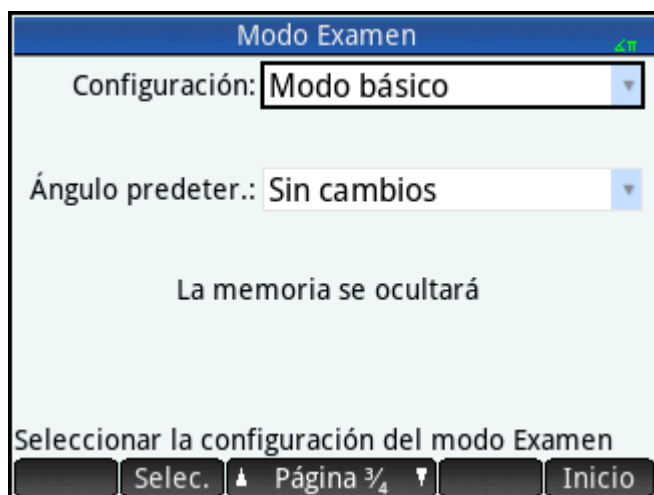 Modo Examen
∡π
Configuración: Modo básico
Ángulo predeter.: Sin cambios
La memoria se ocultará
Seleccionar la configuración del modo Examen
Selec. Página ¾ Inicio